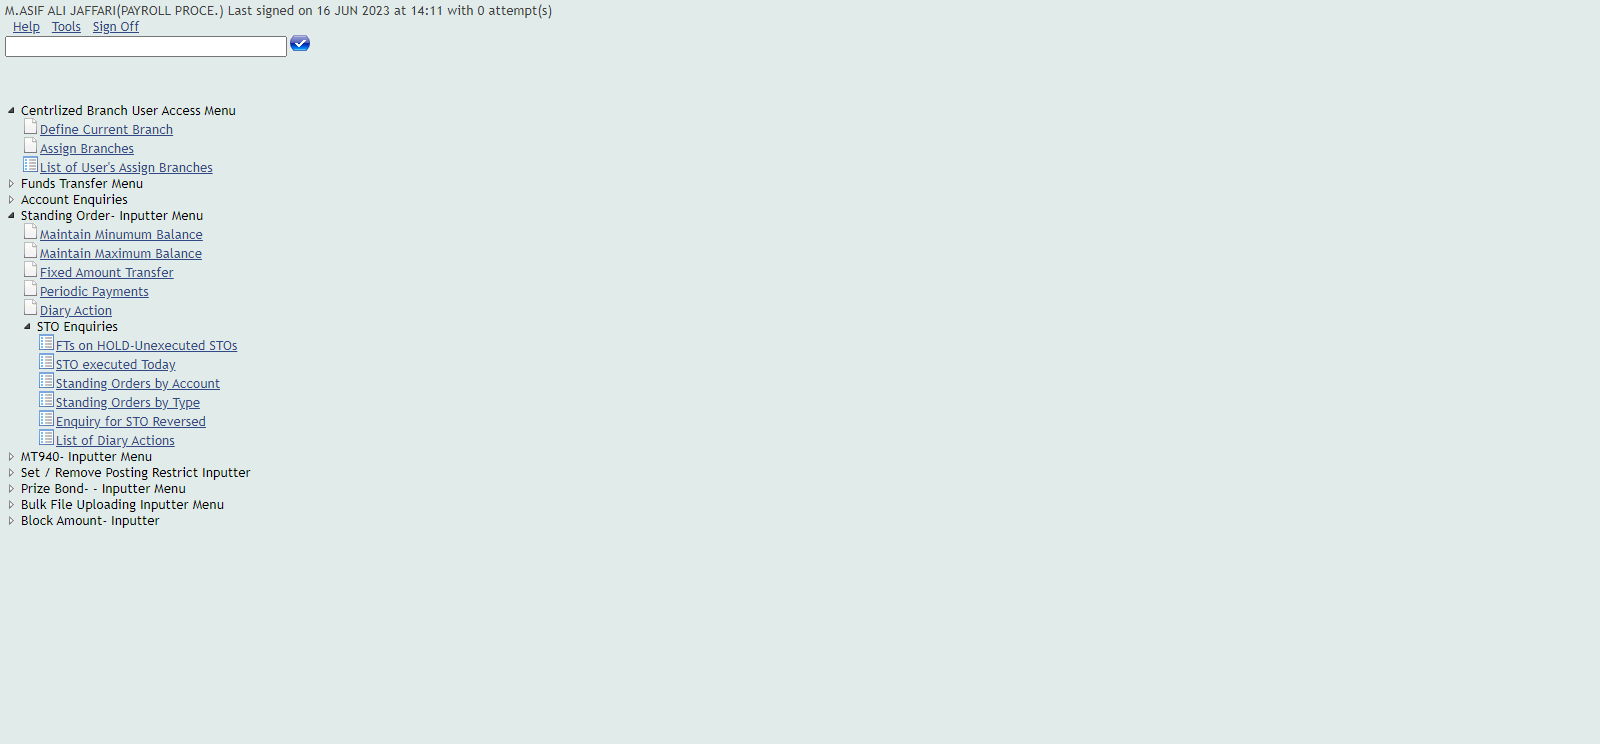 M.ASIF ALI JAFFARI(PAYROLL PROCE.) Last signed on 16 JUN 2023 at 14:11 with 0 attempt(s)
Help Tools Sign Off
Centrlized Branch User Access Menu
Define Current Branch
Assign Branches
List of User's Assign Branches
Funds Transfer Menu
Account Enquiries
Standing Order- Inputter Menu
Maintain Minumum Balance
Maintain Maximum Balance
Fixed Amount Transfer
Periodic Payments
Diary Action
STO Enquiries
FTs on HOLD-Unexecuted STOs
STO executed Today
Standing Orders by Account
Standing Orders by Type
Enquiry for STO Reversed
List of Diary Actions
MT940- Inputter Menu
Set / Remove Posting Restrict Inputter
Prize Bond- - Inputter Menu
Bulk File Uploading Inputter Menu
Block Amount- Inputter